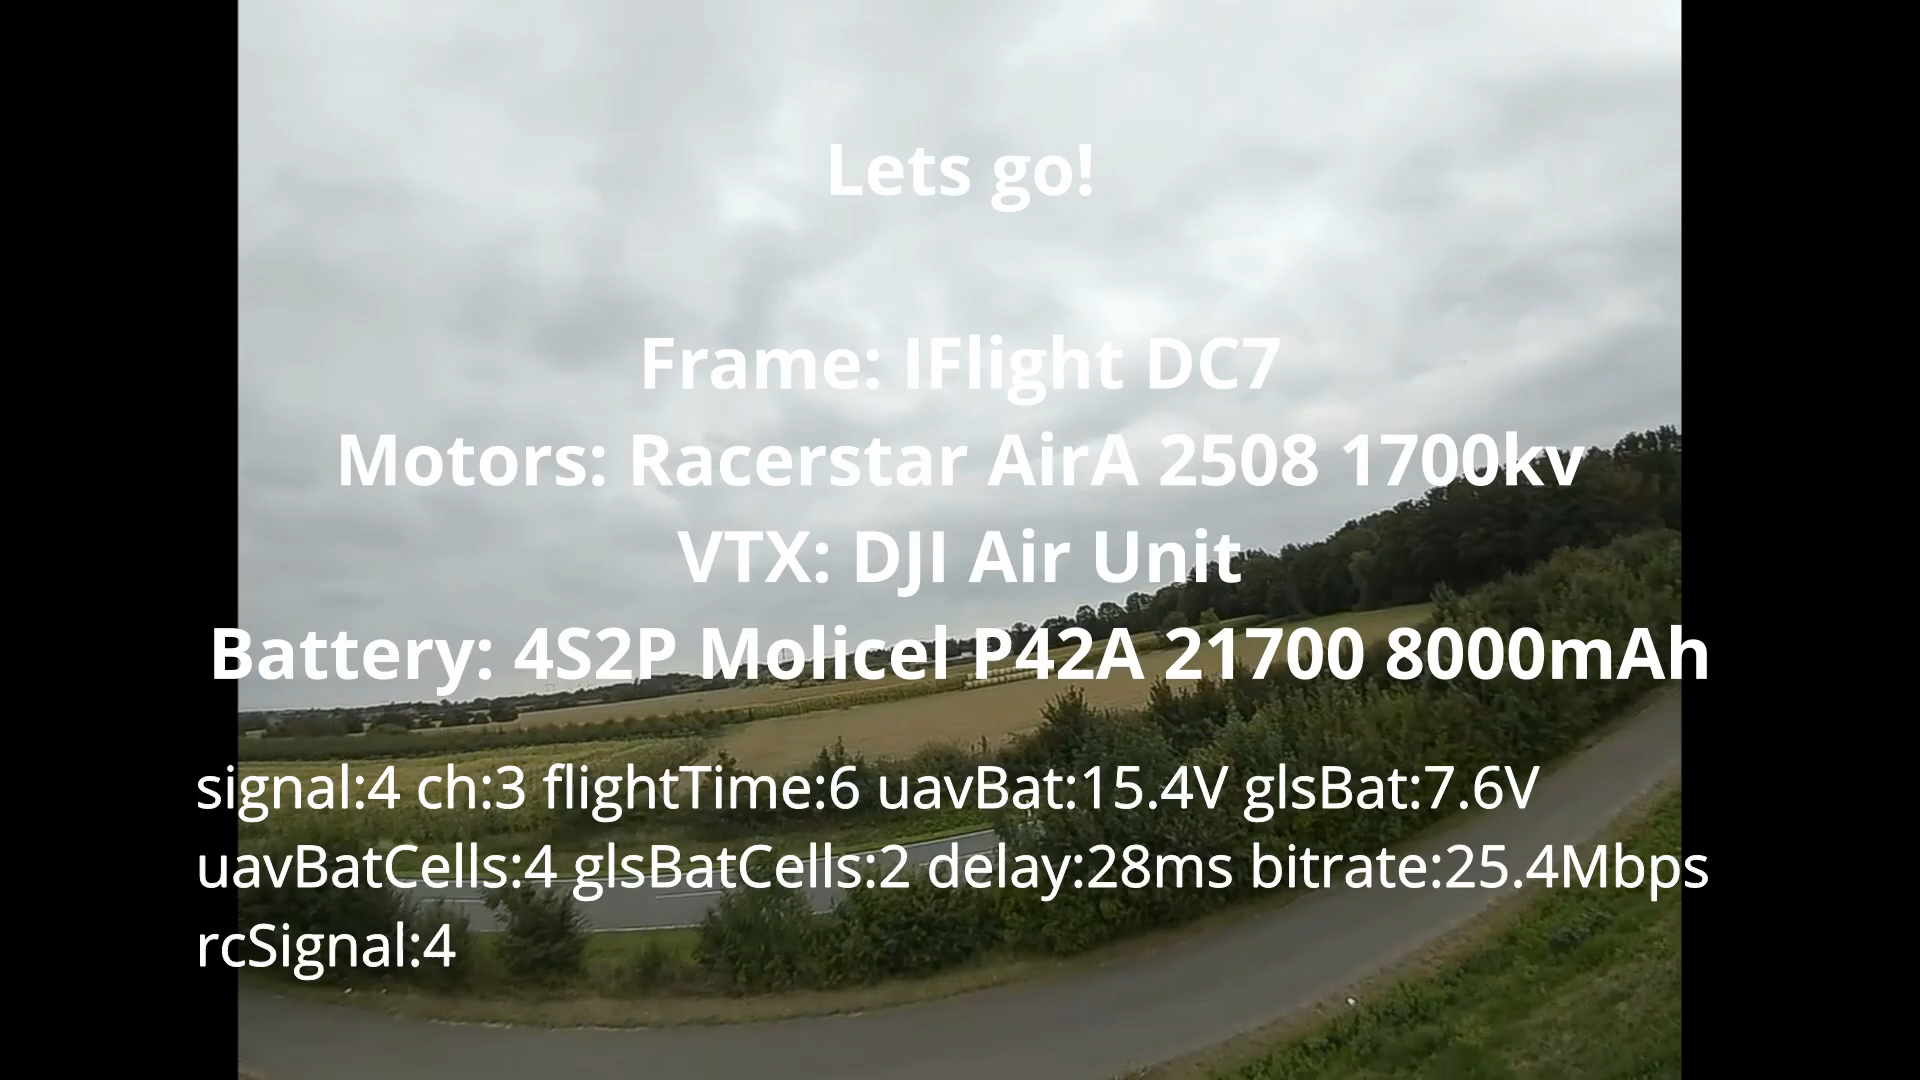 Lets go!
Frame: IFlight DC7
Motors: Racerstar AirA 2508 1700kv
VTX: DJI Air Unit
Battery: 4S2P Molicel P42A 21700 8000mAh
signal:4 ch:3 flightTime:6 uavBat:15.4V glsBat:7.6V
uavBatCells:4 glsBatCells:2 delay:28ms bitrate:25.4Mbps
rcSignal:4